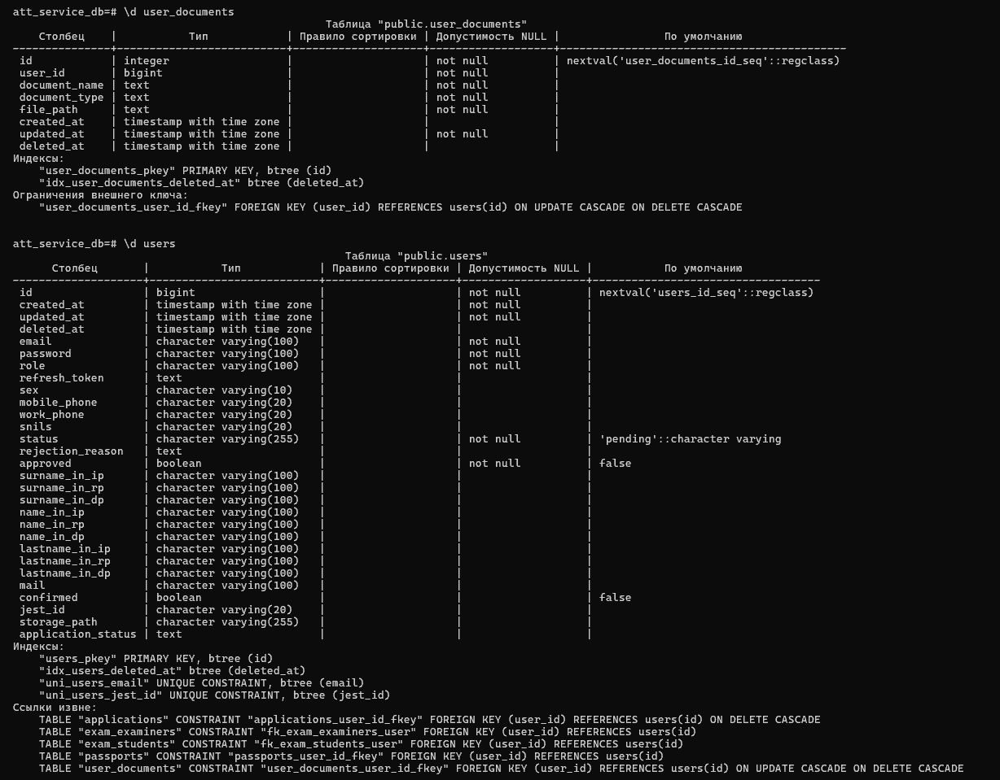 att_service_db=# \d user_documents
                                                Таблица "public.user_documents"
    Столбец    |           Тип            | Правило сортировки | Допустимость NULL |                По умолчанию
---------------+--------------------------+--------------------+-------------------+--------------------------------------------
 id            | integer                  |                    | not null          | nextval('user_documents_id_seq'::regclass)
 user_id       | bigint                   |                    | not null          |
 document_name | text                     |                    | not null          |
 document_type | text                     |                    | not null          |
 file_path     | text                     |                    | not null          |
 created_at    | timestamp with time zone |                    |                   |
 updated_at    | timestamp with time zone |                    | not null          |
 deleted_at    | timestamp with time zone |                    |                   |
Индексы:
    "user_documents_pkey" PRIMARY KEY, btree (id)
    "idx_user_documents_deleted_at" btree (deleted_at)
Ограничения внешнего ключа:
    "user_documents_user_id_fkey" FOREIGN KEY (user_id) REFERENCES users(id) ON UPDATE CASCADE ON DELETE CASCADE
att_service_db=# \d users
                                                   Таблица "public.users"
      Столбец       |           Тип            | Правило сортировки | Допустимость NULL |           По умолчанию
--------------------+--------------------------+--------------------+-------------------+-----------------------------------
 id                 | bigint                   |                    | not null          | nextval('users_id_seq'::regclass)
 created_at         | timestamp with time zone |                    | not null          |
 updated_at         | timestamp with time zone |                    | not null          |
 deleted_at         | timestamp with time zone |                    |                   |
 email              | character varying(100)   |                    | not null          |
 password           | character varying(100)   |                    | not null          |
 role               | character varying(100)   |                    | not null          |
 refresh_token      | text                     |                    |                   |
 sex                | character varying(10)    |                    |                   |
 mobile_phone       | character varying(20)    |                    |                   |
 work_phone         | character varying(20)    |                    |                   |
 snils              | character varying(20)    |                    |                   |
 status             | character varying(255)   |                    | not null          | 'pending'::character varying
 rejection_reason   | text                     |                    |                   |
 approved           | boolean                  |                    | not null          | false
 surname_in_ip      | character varying(100)   |                    |                   |
 surname_in_rp      | character varying(100)   |                    |                   |
 surname_in_dp      | character varying(100)   |                    |                   |
 name_in_ip         | character varying(100)   |                    |                   |
 name_in_rp         | character varying(100)   |                    |                   |
 name_in_dp         | character varying(100)   |                    |                   |
 lastname_in_ip     | character varying(100)   |                    |                   |
 lastname_in_rp     | character varying(100)   |                    |                   |
 lastname_in_dp     | character varying(100)   |                    |                   |
 mail               | character varying(100)   |                    |                   |
 confirmed          | boolean                  |                    |                   | false
 jest_id            | character varying(20)    |                    |                   |
 storage_path       | character varying(255)   |                    |                   |
 application_status | text                     |                    |                   |
Индексы:
    "users_pkey" PRIMARY KEY, btree (id)
    "idx_users_deleted_at" btree (deleted_at)
    "uni_users_email" UNIQUE CONSTRAINT, btree (email)
    "uni_users_jest_id" UNIQUE CONSTRAINT, btree (jest_id)
Ссылки извне:
    TABLE "applications" CONSTRAINT "applications_user_id_fkey" FOREIGN KEY (user_id) REFERENCES users(id) ON DELETE CASCADE
    TABLE "exam_examiners" CONSTRAINT "fk_exam_examiners_user" FOREIGN KEY (user_id) REFERENCES users(id)
    TABLE "exam_students" CONSTRAINT "fk_exam_students_user" FOREIGN KEY (user_id) REFERENCES users(id)
    TABLE "passports" CONSTRAINT "passports_user_id_fkey" FOREIGN KEY (user_id) REFERENCES users(id)
    TABLE "user_documents" CONSTRAINT "user_documents_user_id_fkey" FOREIGN KEY (user_id) REFERENCES users(id) ON UPDATE CASCADE ON DELETE CASCADE